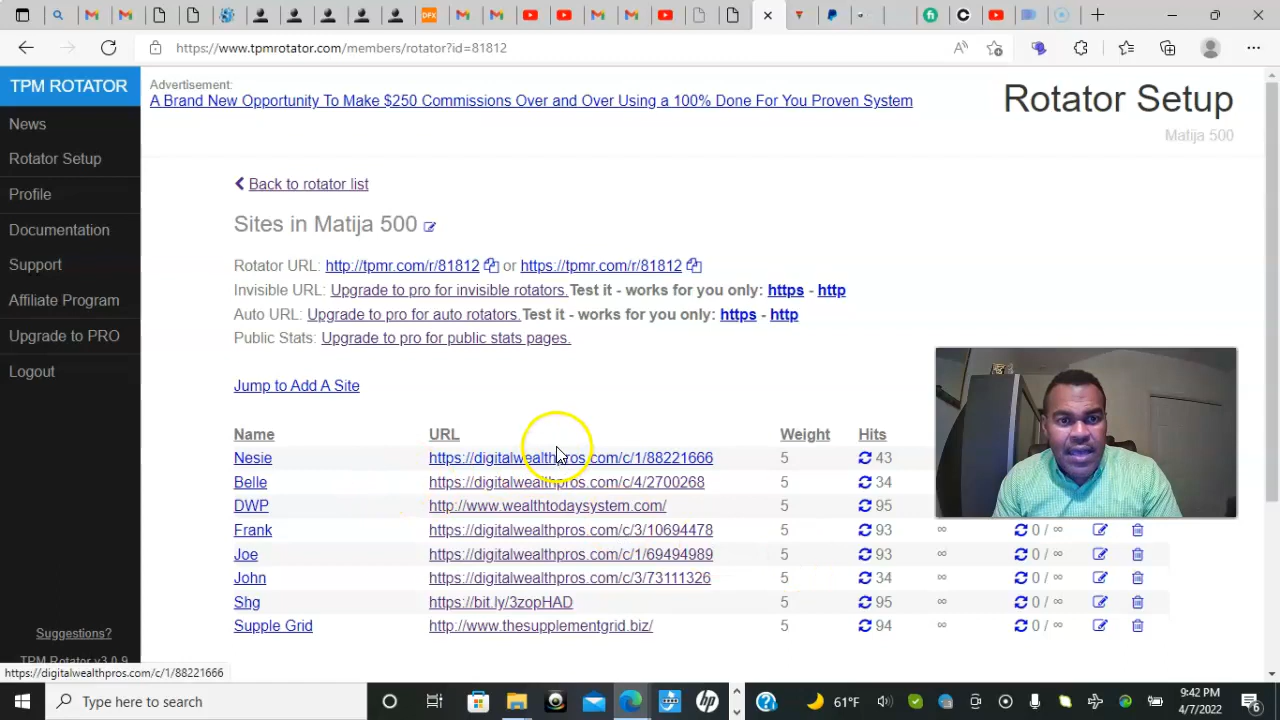 https://www.tpmrotator.com/members/rotator?id=81812
TPM ROTATOR
News
Rotator Setup
Profile
Documentation
Support
Affiliate Program
Upgrade to PRO
Logout
Suggestions?
TPM Rotator v3.0.9
Advertisement:
A Brand New Opportunity To Make $250 Commissions Over and Over Using a 100% Done For You Proven System
Rotator Setup
Matija 500
Back to rotator list
Sites in Matija 500
Rotator URL: http://tpmr.com/r/81812 or https://tpmr.com/r/81812
Invisible URL: Upgrade to pro for invisible rotators. Test it - works for you only: https - http
Auto URL: Upgrade to pro for auto rotators. Test it - works for you only: https - http
Public Stats: Upgrade to pro for public stats pages.
Jump to Add A Site
Name URL Weight Hits
Nesie https://digitalwealthpros.com/c/1/88221666 5 43
Belle https://digitalwealthpros.com/c/4/2700268 5 34
DWP http://www.wealthtodaysystem.com/ 5 95
Frank https://digitalwealthpros.com/c/3/10694478 5 93 ∞ 0 / ∞
Joe https://digitalwealthpros.com/c/1/69494989 5 93 ∞ 0 / ∞
John https://digitalwealthpros.com/c/3/73111326 5 34 ∞ 0 / ∞
Shg https://bit.ly/3zopHAD 5 95 ∞ 0 / ∞
Supple Grid http://www.thesupplementgrid.biz/ 5 94 ∞ 0 / ∞
https://digitalwealthpros.com/c/1/88221666
Type here to search
61°F
9:42 PM
4/7/2022
6